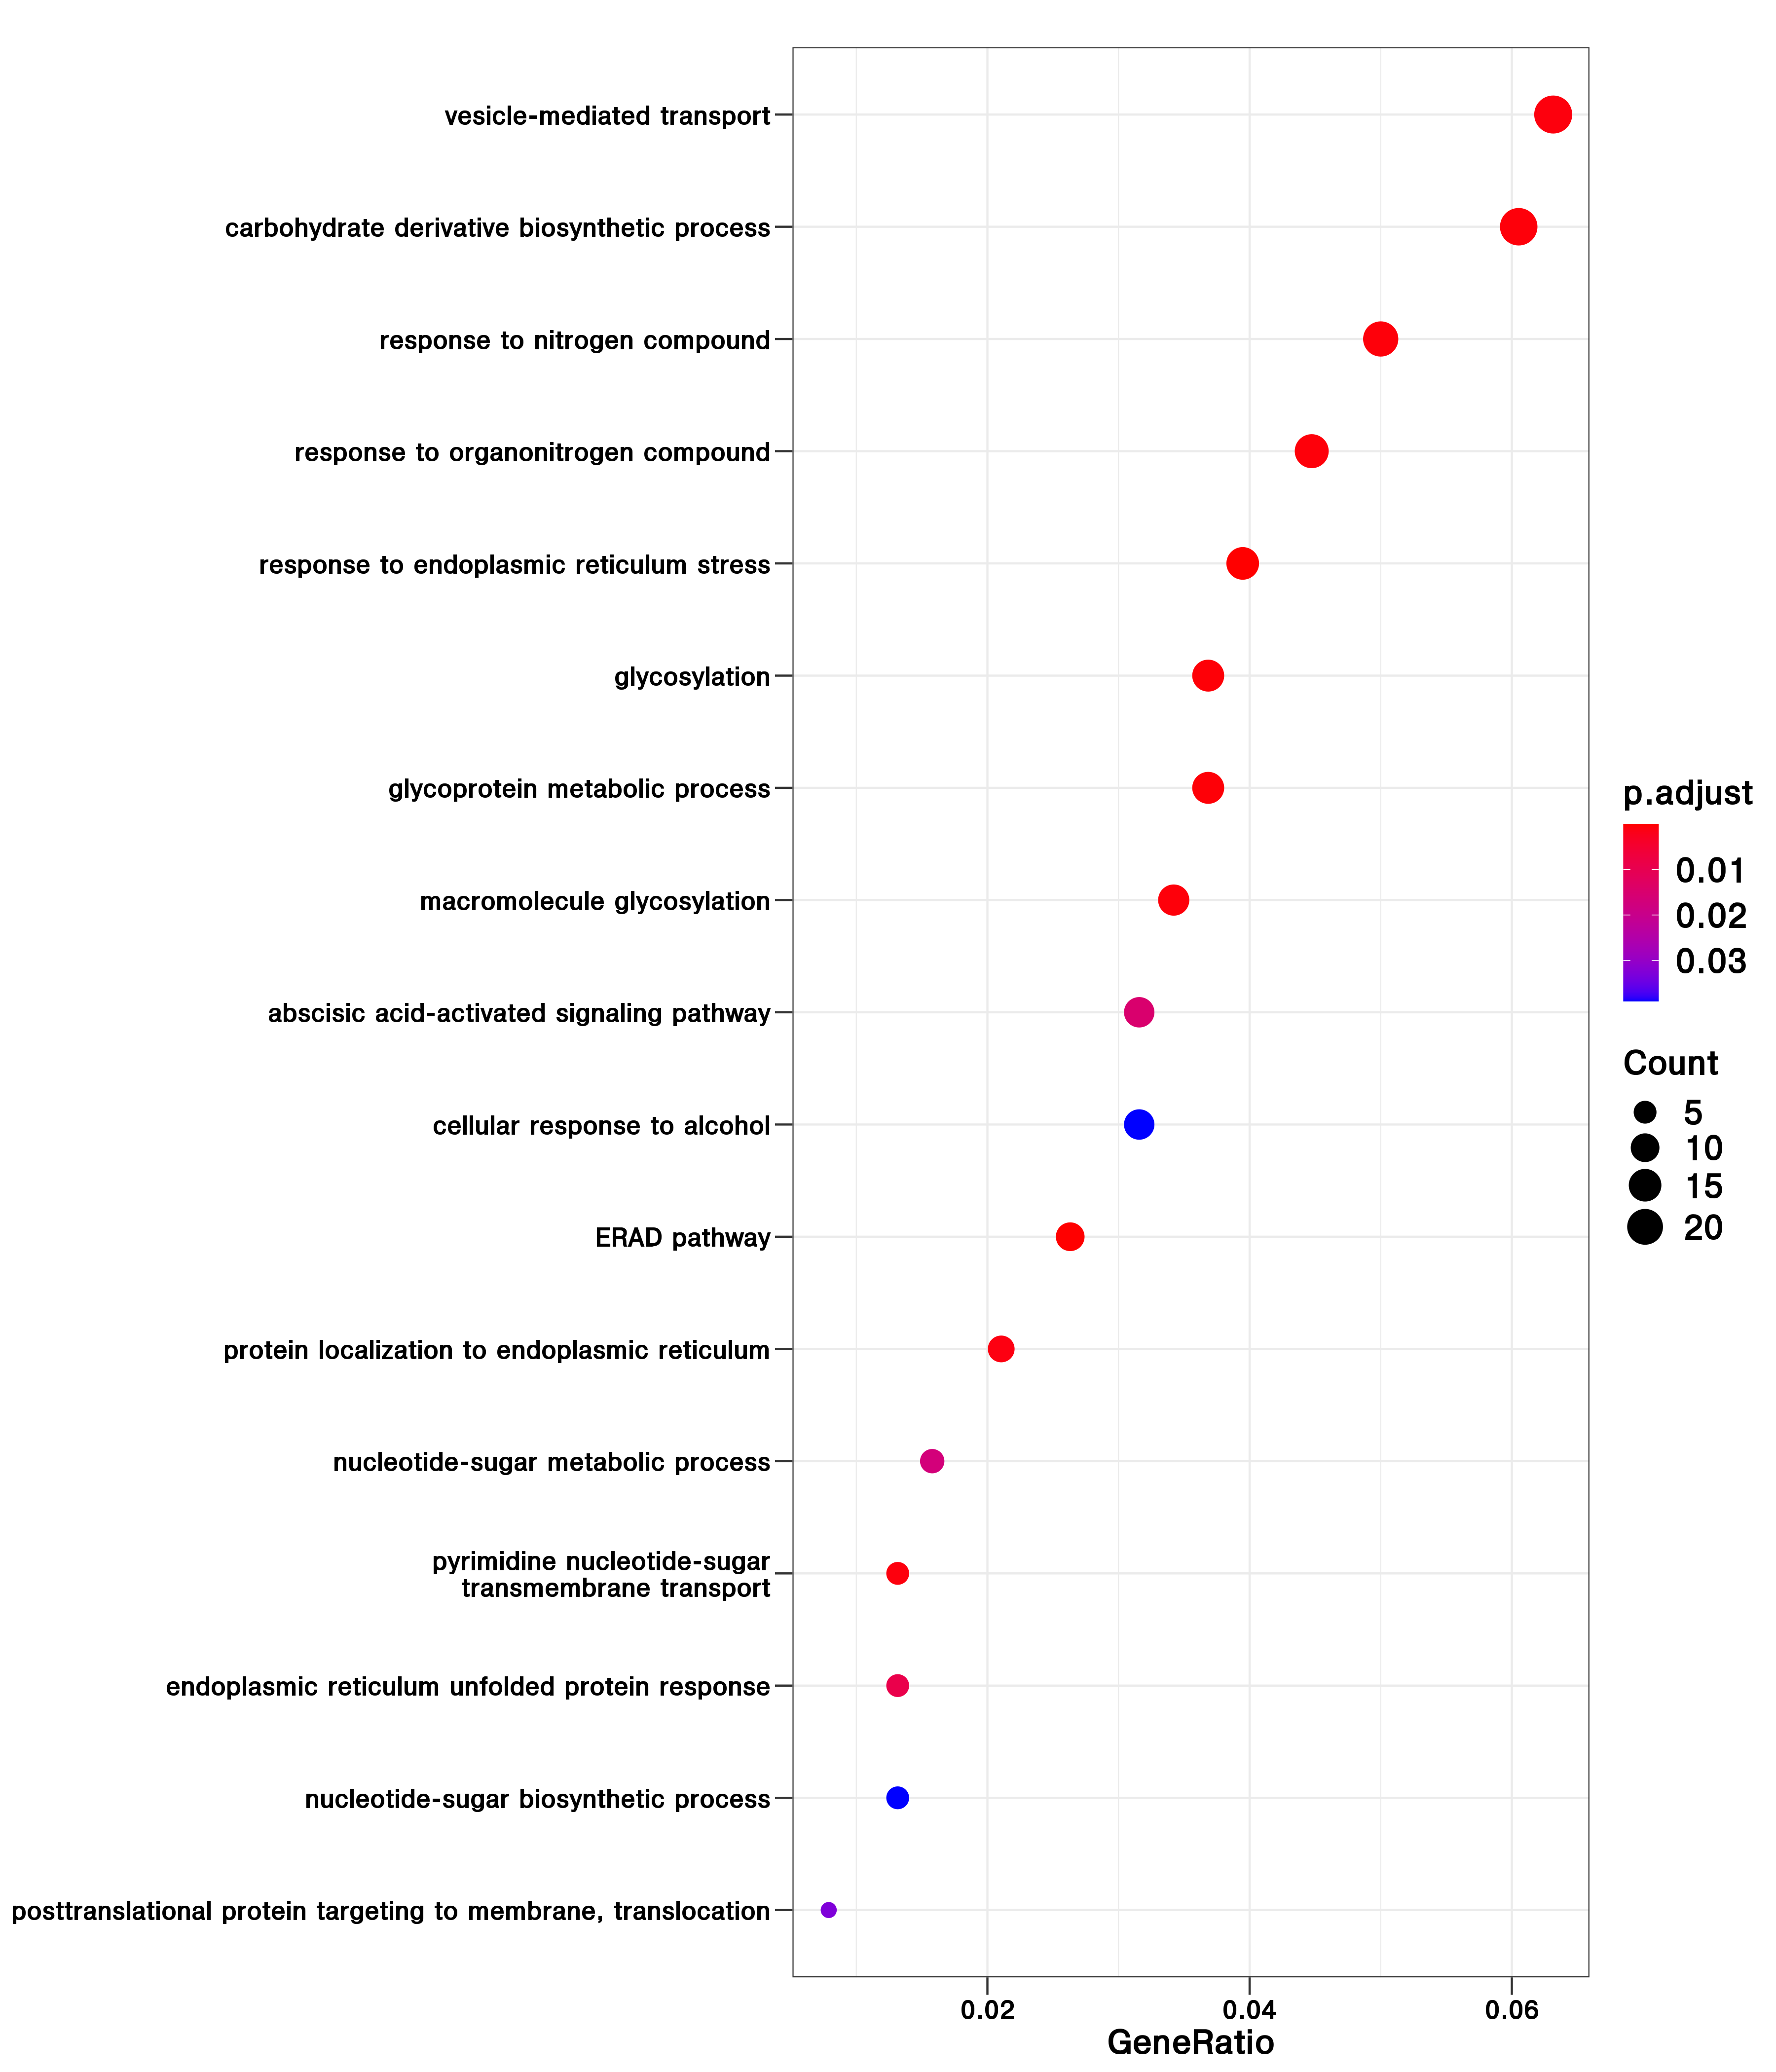 vesicle-mediated transport
carbohydrate derivative biosynthetic process
response to nitrogen compound
response to organonitrogen compound
response to endoplasmic reticulum stress
glycosylation
glycoprotein metabolic process
macromolecule glycosylation
abscisic acid-activated signaling pathway
cellular response to alcohol
ERAD pathway
protein localization to endoplasmic reticulum
nucleotide-sugar metabolic process
pyrimidine nucleotide-sugar
transmembrane transport
endoplasmic reticulum unfolded protein response
nucleotide-sugar biosynthetic process
posttranslational protein targeting to membrane, translocation
0.02 0.04 0.06
GeneRatio
p.adjust
0.01
0.02
0.03
Count
5
10
15
20